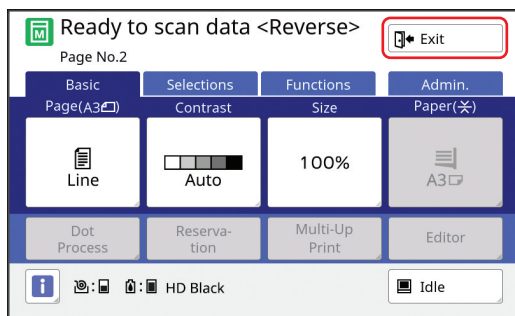 M
Ready to scan data <Reverse>
Exit
Page No.2
Basic
Selections
Functions
Admin.
Page(A3)
Contrast
Size
Paper()
Line
Auto
100%
A3
Dot
Process
Reserva-
tion
Multi-Up
Print
Editor
i
: : HD Black
Idle